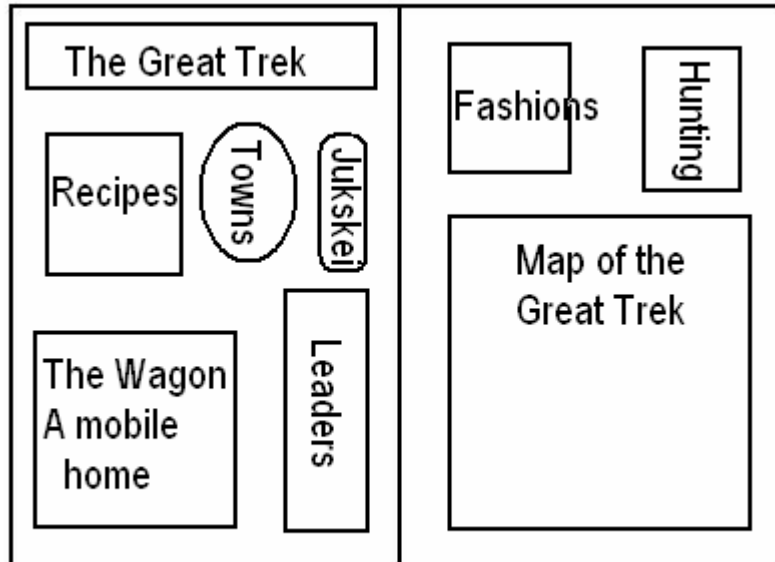 The Great Trek
Recipes
Towns
Jukskei
The Wagon
A mobile
home
Leaders
Fashions
Hunting
Map of the
Great Trek